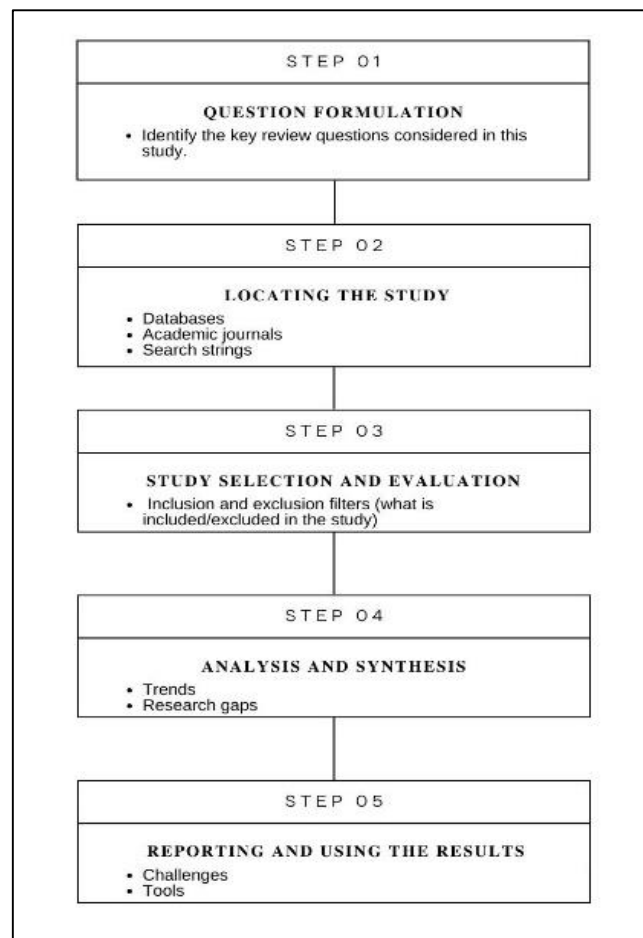 STEP 01
QUESTION FORMULATION
• Identify the key review questions considered in this
study.
STEP 02
LOCATING THE STUDY
• Databases
• Academic journals
• Search strings
STEP 03
STUDY SELECTION AND EVALUATION
• Inclusion and exclusion filters (what is
included/excluded in the study)
STEP 04
ANALYSIS AND SYNTHESIS
• Trends
• Research gaps
STEP 05
REPORTING AND USING THE RESULTS
• Challenges
• Tools